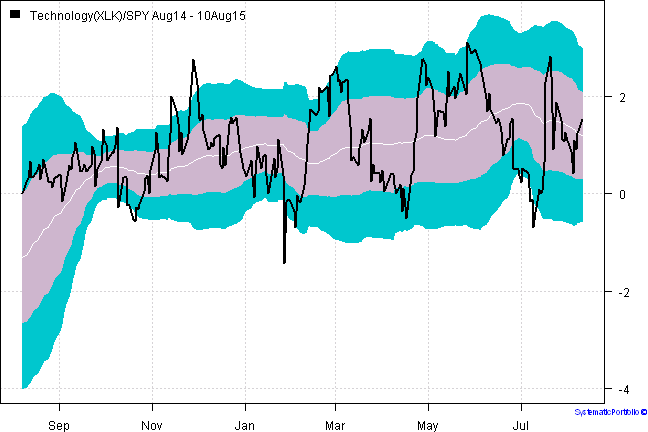 Technology(XLK)/SPY Aug14 - 10Aug15
2
0
-2
-4
Sep Nov Jan Mar May Jul
SystematicPortfolio ©